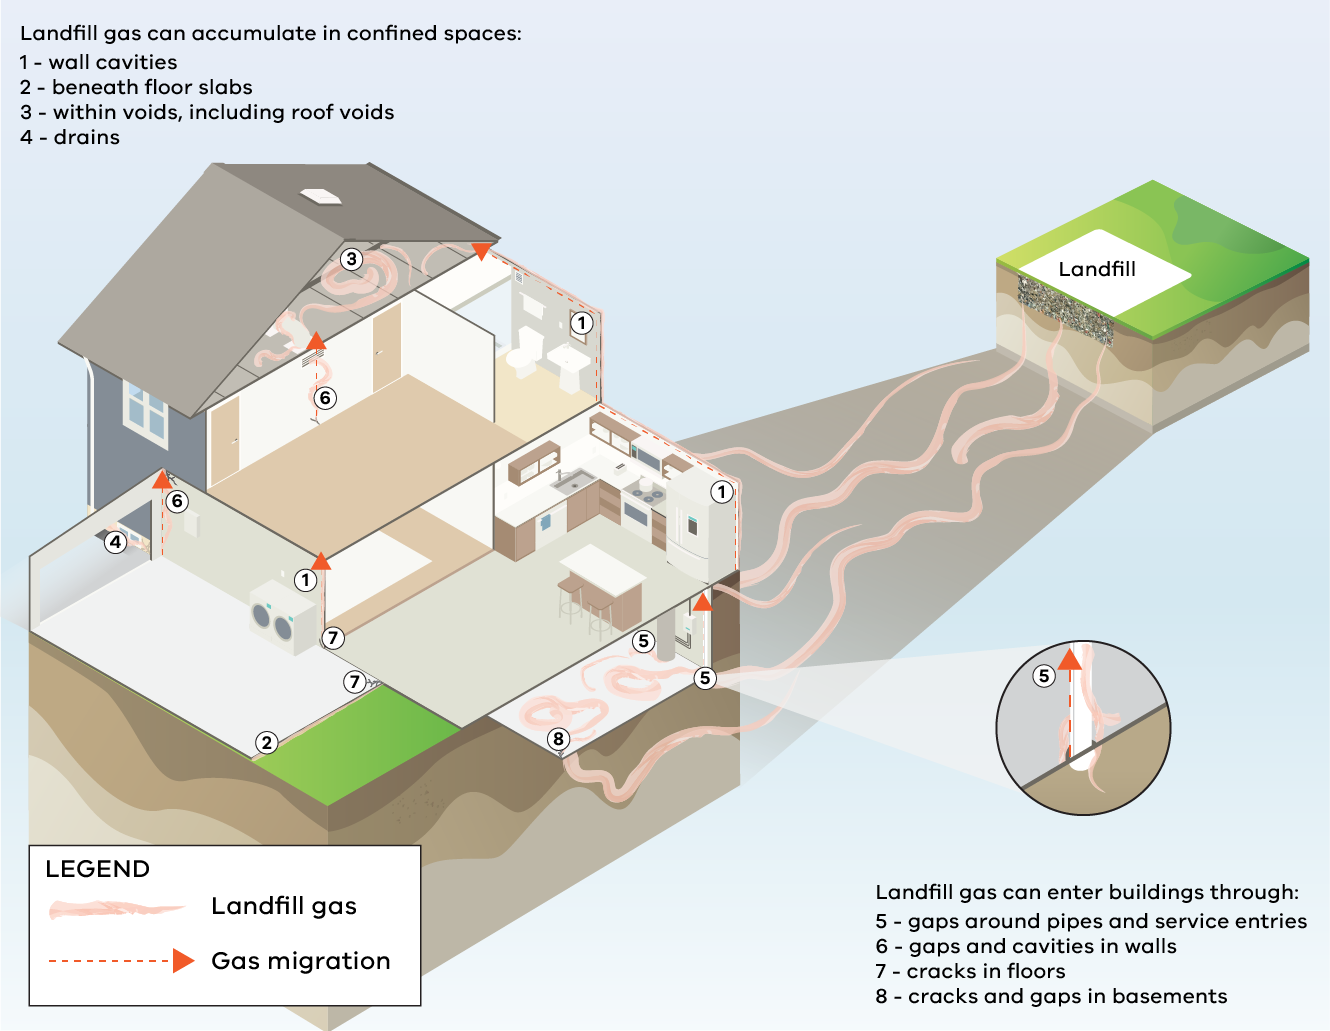 Landfill gas can accumulate in confined spaces:
1 - wall cavities
2 - beneath floor slabs
3 - within voids, including roof voids
4 - drains
3
1
6
6
1
4
1
7
5
7
5
2
8
Landfill
5
LEGEND
Landfill gas
Gas migration
Landfill gas can enter buildings through:
5 - gaps around pipes and service entries
6 - gaps and cavities in walls
7 - cracks in floors
8 - cracks and gaps in basements